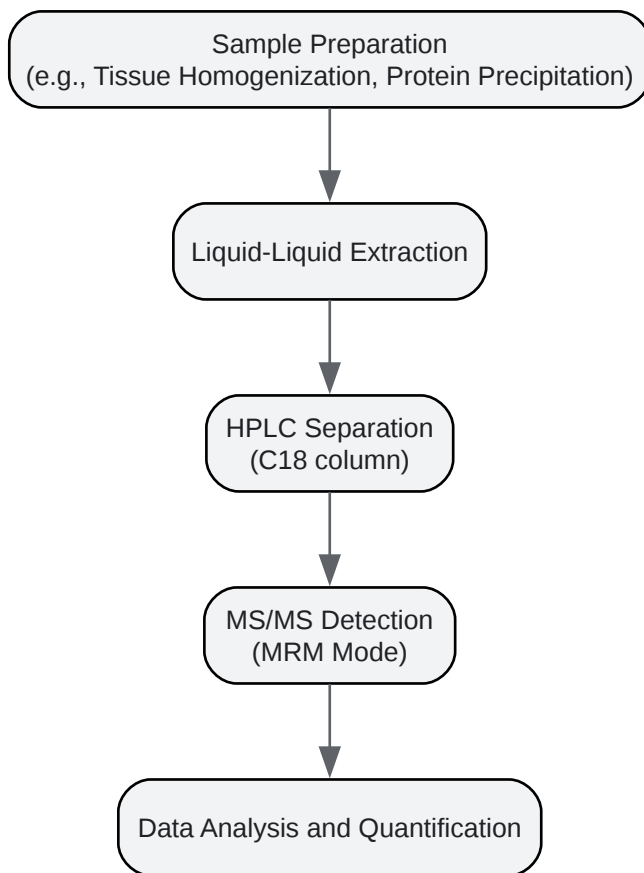 Sample Preparation
(e.g., Tissue Homogenization, Protein Precipitation)
Liquid-Liquid Extraction
HPLC Separation
(C18 column)
MS/MS Detection
(MRM Mode)
Data Analysis and Quantification